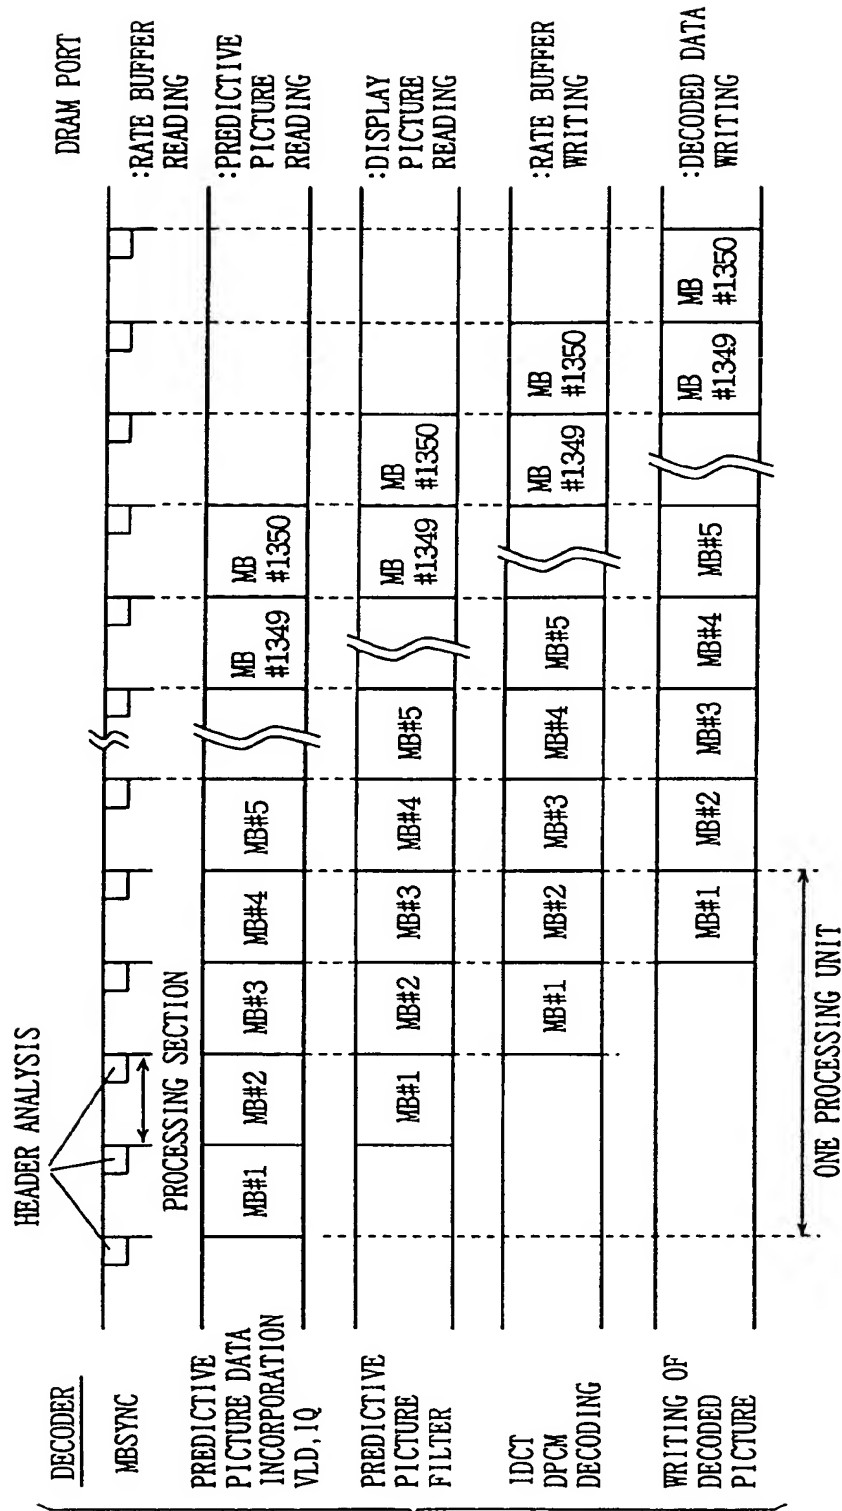 HEADER ANALYSIS
DECODER
DRAM PORT
MBSYNC
:RATE BUFFER
READING
PROCESSING SECTION
PREDICTIVE
PICTURE DATA
INCORPORATION
VLD, IQ
MB#1
MB#2
MB#3
MB#4
MB#5
MB
#1349
MB
#1350
:PREDICTIVE
PICTURE
READING
PREDICTIVE
PICTURE
FILTER
MB#1
MB#2
MB#3
MB#4
MB#5
MB
#1349
MB
#1350
:DISPLAY
PICTURE
READING
IDCT
DPCM
DECODING
MB#1
MB#2
MB#3
MB#4
MB#5
MB
#1349
MB
#1350
:RATE BUFFER
WRITING
WRITING OF
DECODED
PICTURE
MB#1
MB#2
MB#3
MB#4
MB#5
MB
#1349
MB
#1350
:DECODED DATA
WRITING
ONE PROCESSING UNIT